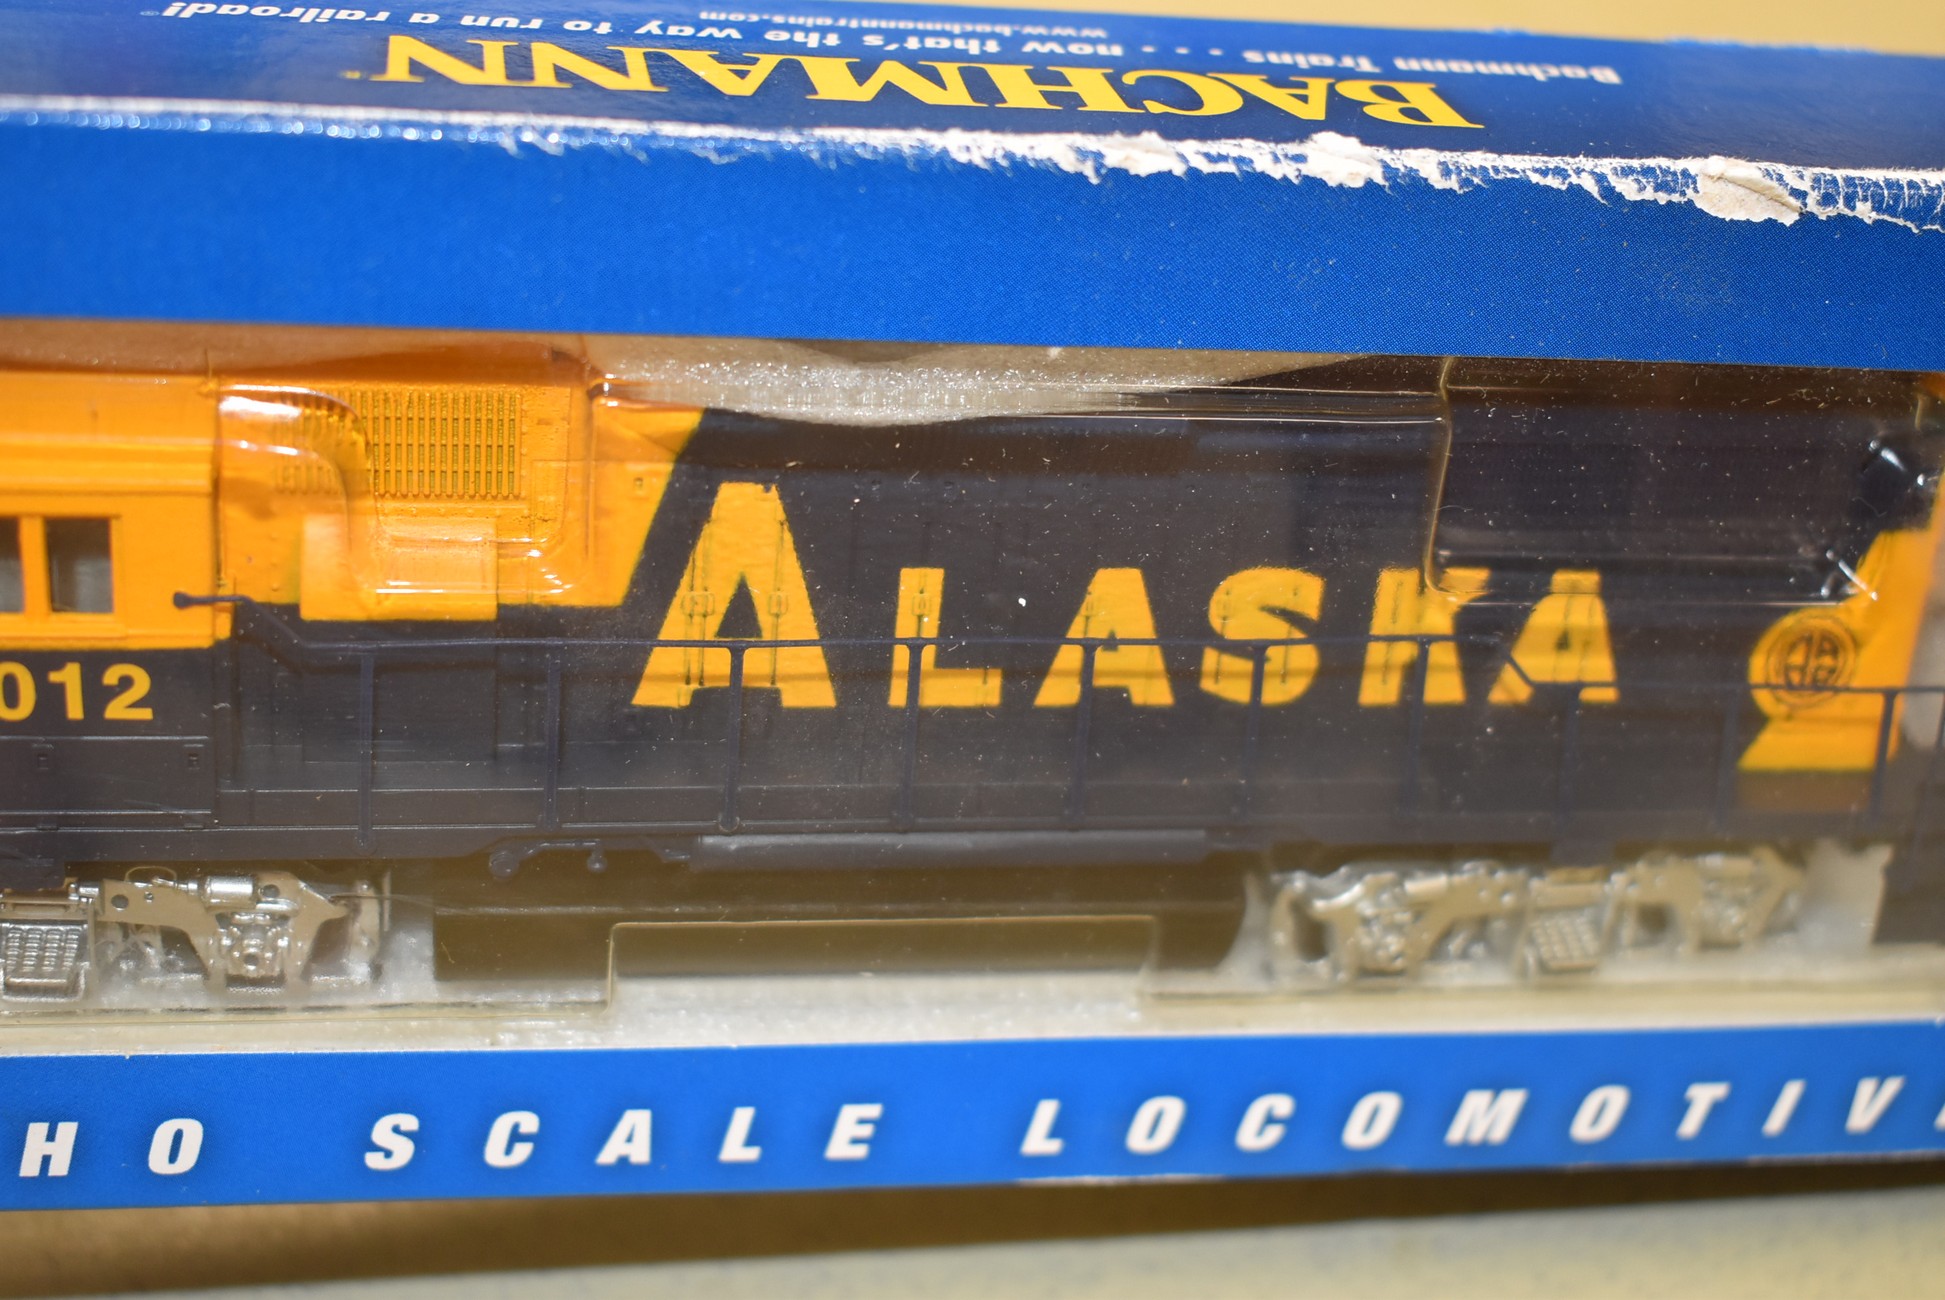 Bachmann Trains . . . now that's the way to run a railroad!
www.bachmanntrains.com
BACHMANN
ALASKA
012
HO SCALE LOCOMOTIV